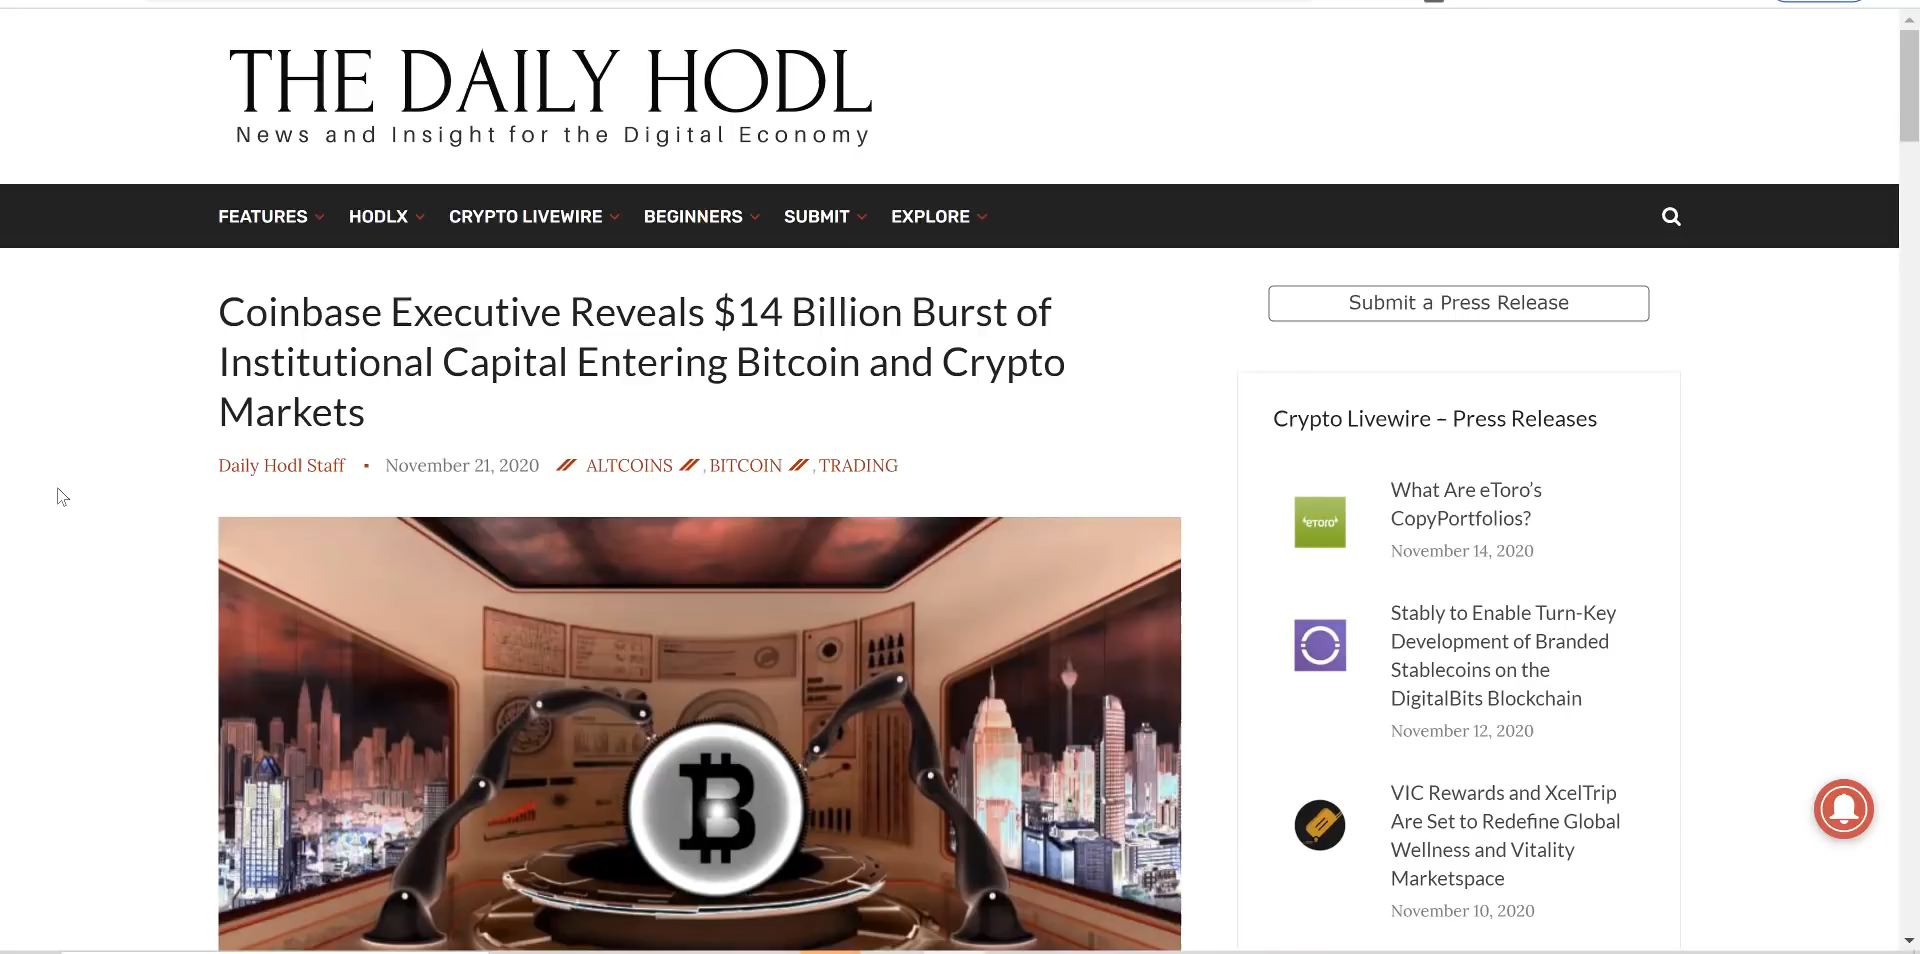 THE DAILY HODL
News and Insight for the Digital Economy
FEATURES HODLX CRYPTO LIVEWIRE BEGINNERS SUBMIT EXPLORE
Coinbase Executive Reveals $14 Billion Burst of
Institutional Capital Entering Bitcoin and Crypto
Markets
Daily Hodl Staff ▪ November 21, 2020 // ALTCOINS //, BITCOIN //, TRADING
Submit a Press Release
Crypto Livewire – Press Releases
eToro
What Are eToro’s
CopyPortfolios?
November 14, 2020
Stably to Enable Turn-Key
Development of Branded
Stablecoins on the
DigitalBits Blockchain
November 12, 2020
VIC Rewards and XcelTrip
Are Set to Redefine Global
Wellness and Vitality
Marketspace
November 10, 2020